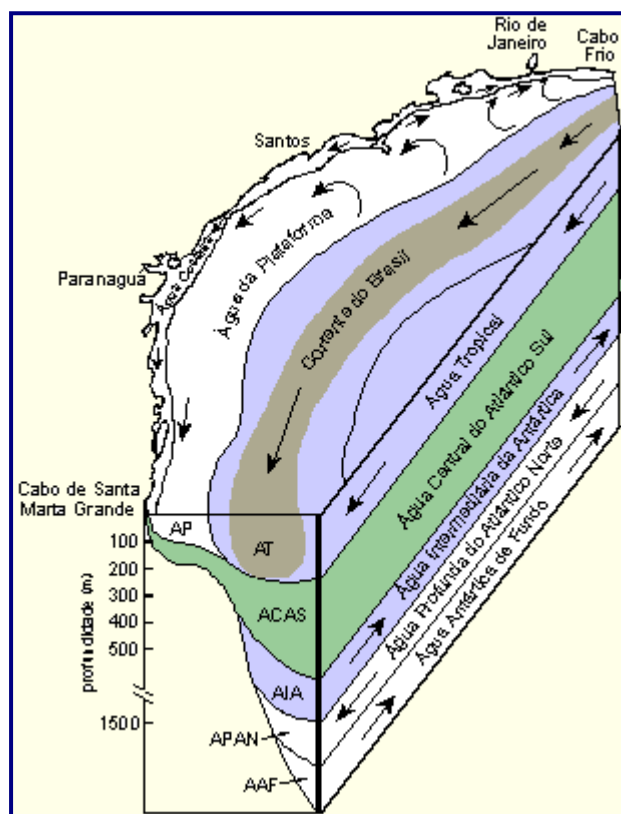 Rio de
Janeiro
Cabo
Frio
Santos
Paranaguá
Água Costeira
Água da Plataforma
Corrente do Brasil
Água Tropical
Água Central do Atlântico Sul
Água Intermediária da Antártica
Água Profunda do Atlântico Norte
Água Antártica de Fundo
Cabo de Santa
Marta Grande
AP
AT
ACAS
AIA
APAN
AAF
100
200
300
400
500
1500
profundidade (m)